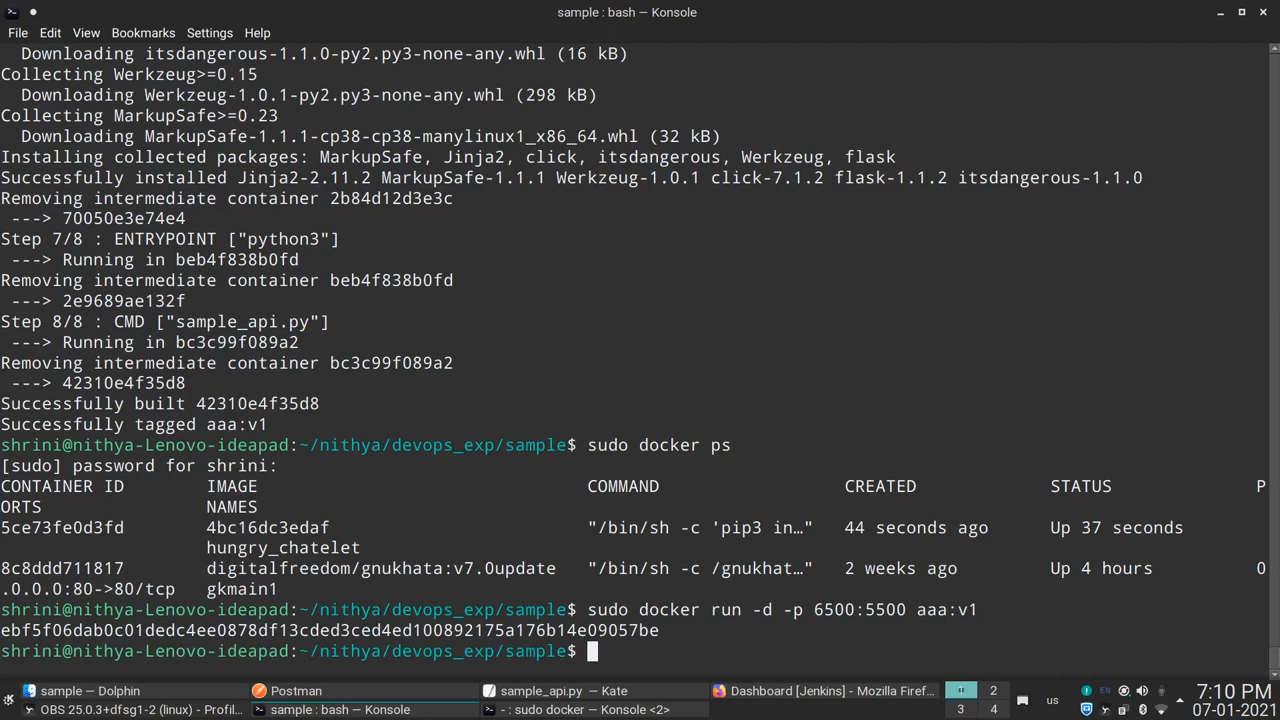 sample : bash — Konsole
File Edit View Bookmarks Settings Help
Downloading itsdangerous-1.1.0-py2.py3-none-any.whl (16 kB)
Collecting Werkzeug>=0.15
Downloading Werkzeug-1.0.1-py2.py3-none-any.whl (298 kB)
Collecting MarkupSafe>=0.23
Downloading MarkupSafe-1.1.1-cp38-cp38-manylinux1_x86_64.whl (32 kB)
Installing collected packages: MarkupSafe, Jinja2, click, itsdangerous, Werkzeug, flask
Successfully installed Jinja2-2.11.2 MarkupSafe-1.1.1 Werkzeug-1.0.1 click-7.1.2 flask-1.1.2 itsdangerous-1.1.0
Removing intermediate container 2b84d12d3e3c
---> 70050e3e74e4
Step 7/8 : ENTRYPOINT ["python3"]
---> Running in beb4f838b0fd
Removing intermediate container beb4f838b0fd
---> 2e9689ae132f
Step 8/8 : CMD ["sample_api.py"]
---> Running in bc3c99f089a2
Removing intermediate container bc3c99f089a2
---> 42310e4f35d8
Successfully built 42310e4f35d8
Successfully tagged aaa:v1
shrini@nithya-Lenovo-ideapad:~/nithya/devops_exp/sample$ sudo docker ps
[sudo] password for shrini:
CONTAINER ID IMAGE COMMAND CREATED STATUS P
ORTS NAMES
5ce73fe0d3fd 4bc16dc3edaf "/bin/sh -c 'pip3 in…" 44 seconds ago Up 37 seconds
hungry_chatelet
8c8ddd711817 digitalfreedom/gnukhata:v7.0update "/bin/sh -c /gnukhat…" 2 weeks ago Up 4 hours 0
.0.0.0:80->80/tcp gkmain1
shrini@nithya-Lenovo-ideapad:~/nithya/devops_exp/sample$ sudo docker run -d -p 6500:5500 aaa:v1
ebf5f06dab0c01dedc4ee0878df13cded3ced4ed100892175a176b14e09057be
shrini@nithya-Lenovo-ideapad:~/nithya/devops_exp/sample$
sample — Dolphin Postman sample_api.py — Kate Dashboard [Jenkins] - Mozilla Firef… 2 us EN 7:10 PM
OBS 25.0.3+dfsg1-2 (linux) - Profil… sample : bash — Konsole - : sudo docker — Konsole <2> 3 4 07-01-2021